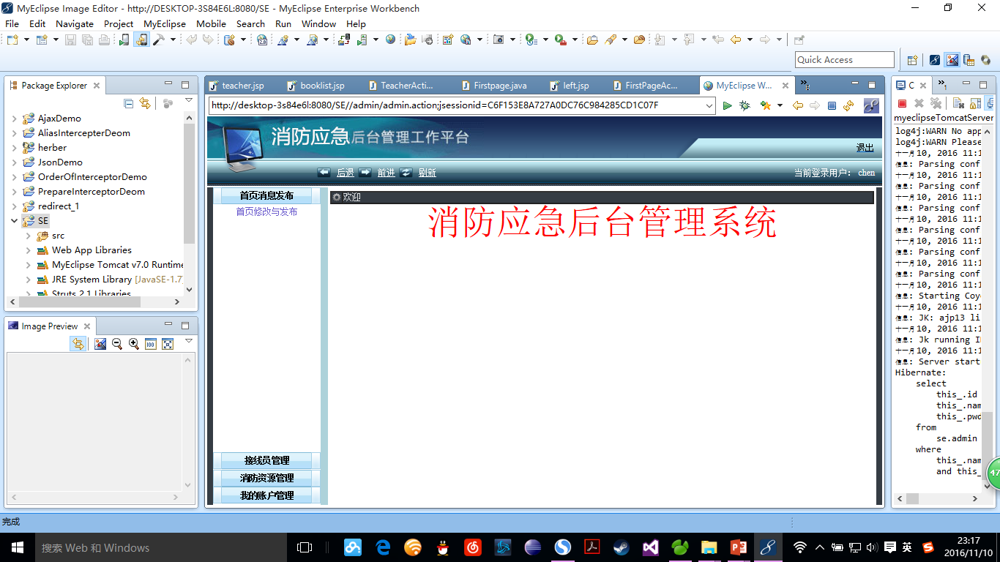 MyEclipse Image Editor - http://DESKTOP-3S84E6L:8080/SE - MyEclipse Enterprise Workbench
File Edit Navigate Project MyEclipse Mobile Search Run Window Help
Quick Access
Package Explorer
AjaxDemo
AliasIntercepterDeom
herber
JsonDemo
OrderOfInterceptorDemo
PrepareInterceptorDeom
redirect_1
SE
src
Web App Libraries
MyEclipse Tomcat v7.0 Runtime
JRE System Library [JavaSE-1.7
Struts 2.1 Libraries
Image Preview
teacher.jsp booklist.jsp TeacherActi... Firstpage.java left.jsp FirstPageAc... MyEclipse W...
http://desktop-3s84e6l:8080/SE//admin/admin.action;jsessionid=C6F153E8A727A0DC76C984285CD1C07F
消防应急后台管理工作平台
退出
后退 前进 刷新
当前登录用户： chen
首页消息发布
首页修改与发布
接线员管理
消防资源管理
我的账户管理
欢迎
消防应急后台管理系统
C
myeclipseTomcatServer
log4j:WARN No app
log4j:WARN Please
十一月 10, 2016 11:1
信息: Parsing conf
十一月 10, 2016 11:1
信息: Parsing conf
十一月 10, 2016 11:1
信息: Parsing conf
十一月 10, 2016 11:1
信息: Parsing conf
十一月 10, 2016 11:1
信息: Parsing conf
十一月 10, 2016 11:1
信息: Parsing conf
十一月 10, 2016 11:1
信息: Starting Coy
十一月 10, 2016 11:1
信息: JK: ajp13 li
十一月 10, 2016 11:1
信息: Jk running I
十一月 10, 2016 11:1
信息: Server start
Hibernate:
select
this_.id
this_.nam
this_.pwd
from
se.admin
where
this_.nam
and this_
47
完成
搜索 Web 和 Windows
英
23:17
2016/11/10